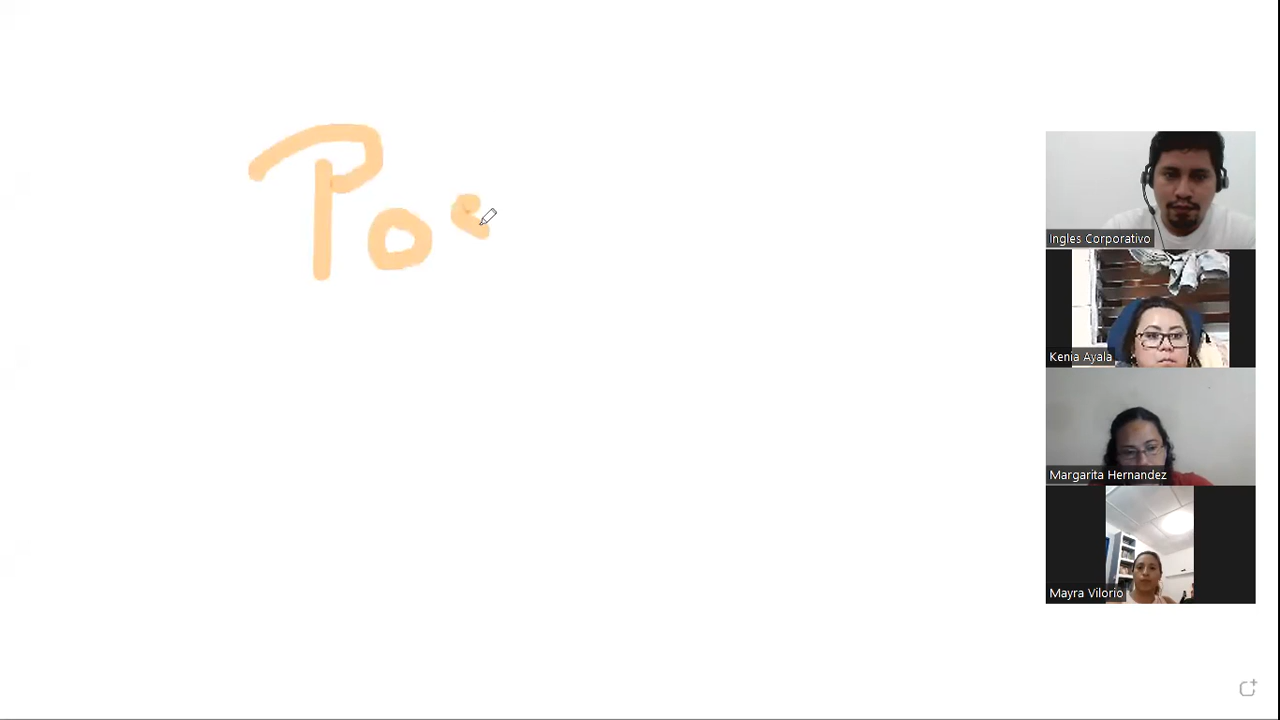 Po
Ingles Corporativo
Kenia Ayala
Margarita Hernandez
Mayra Vilorio